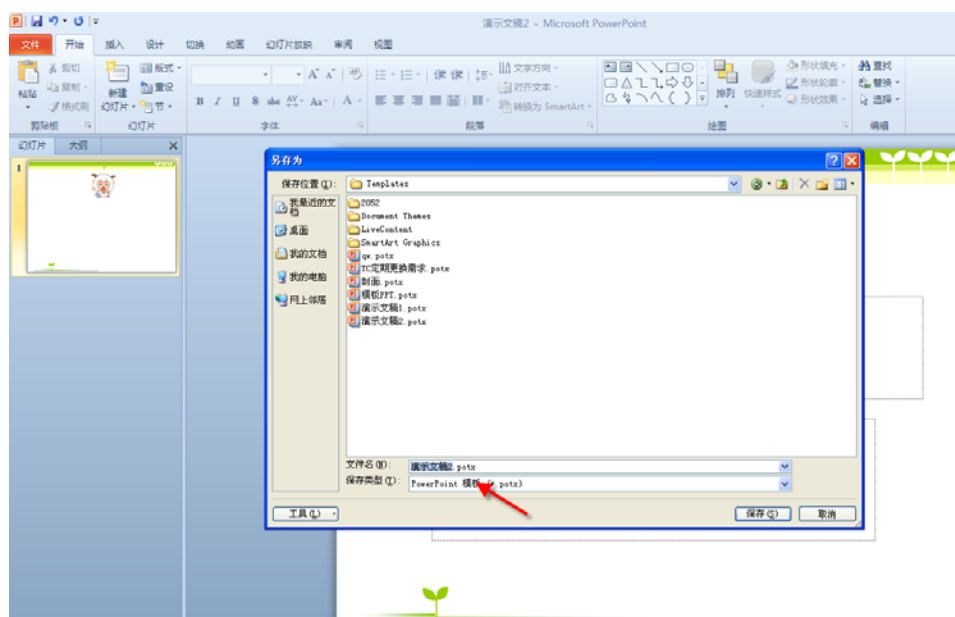 演示文稿2 - Microsoft PowerPoint
文件 开始 插入 设计 切换 动画 幻灯片放映 审阅 视图
剪切 版式 文字方向 形状填充 查找
复制 重设 对齐文本 形状轮廓 替换
粘贴 格式刷 新建 幻灯片 节 B I U S abe AV Aa A 转换为 SmartArt 排列 快速样式 形状效果 选择
剪贴板 幻灯片 字体 段落 绘图 编辑
幻灯片 大纲
1
另存为
保存位置(I): Templates
我最近的文档
桌面
我的文档
我的电脑
网上邻居
2052
Document Themes
LiveContent
SmartArt Graphics
qw.potx
TC定期更换需求.potx
封面.potx
模板PPT.potx
演示文稿1.potx
演示文稿2.potx
文件名(N): 演示文稿2.potx
保存类型(T): PowerPoint 模板 (*.potx)
工具(L) 保存(S) 取消